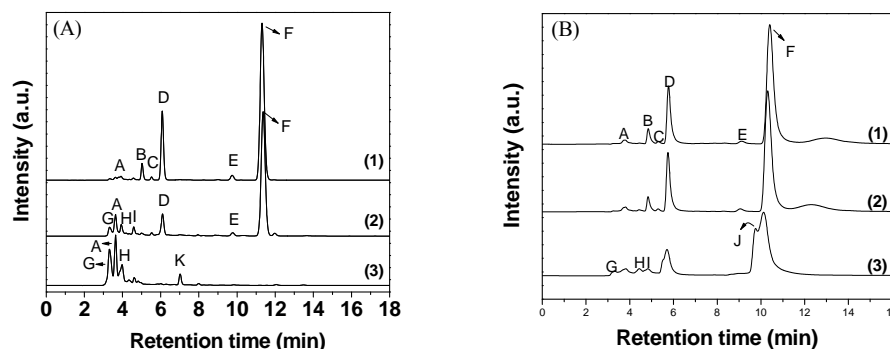 (A)
F
D
F
(1)
A
B
C
E
G
A
H
I
D
E
(2)
A
G
H
K
(3)
0 2 4 6 8 10 12 14 16 18
Retention time (min)
Intensity (a.u.)
(B)
F
D
B
A
C
E
(1)
(2)
J
G
H
I
(3)
0 2 4 6 8 10 12 14 16
Retention time (min)
Intensity (a.u.)